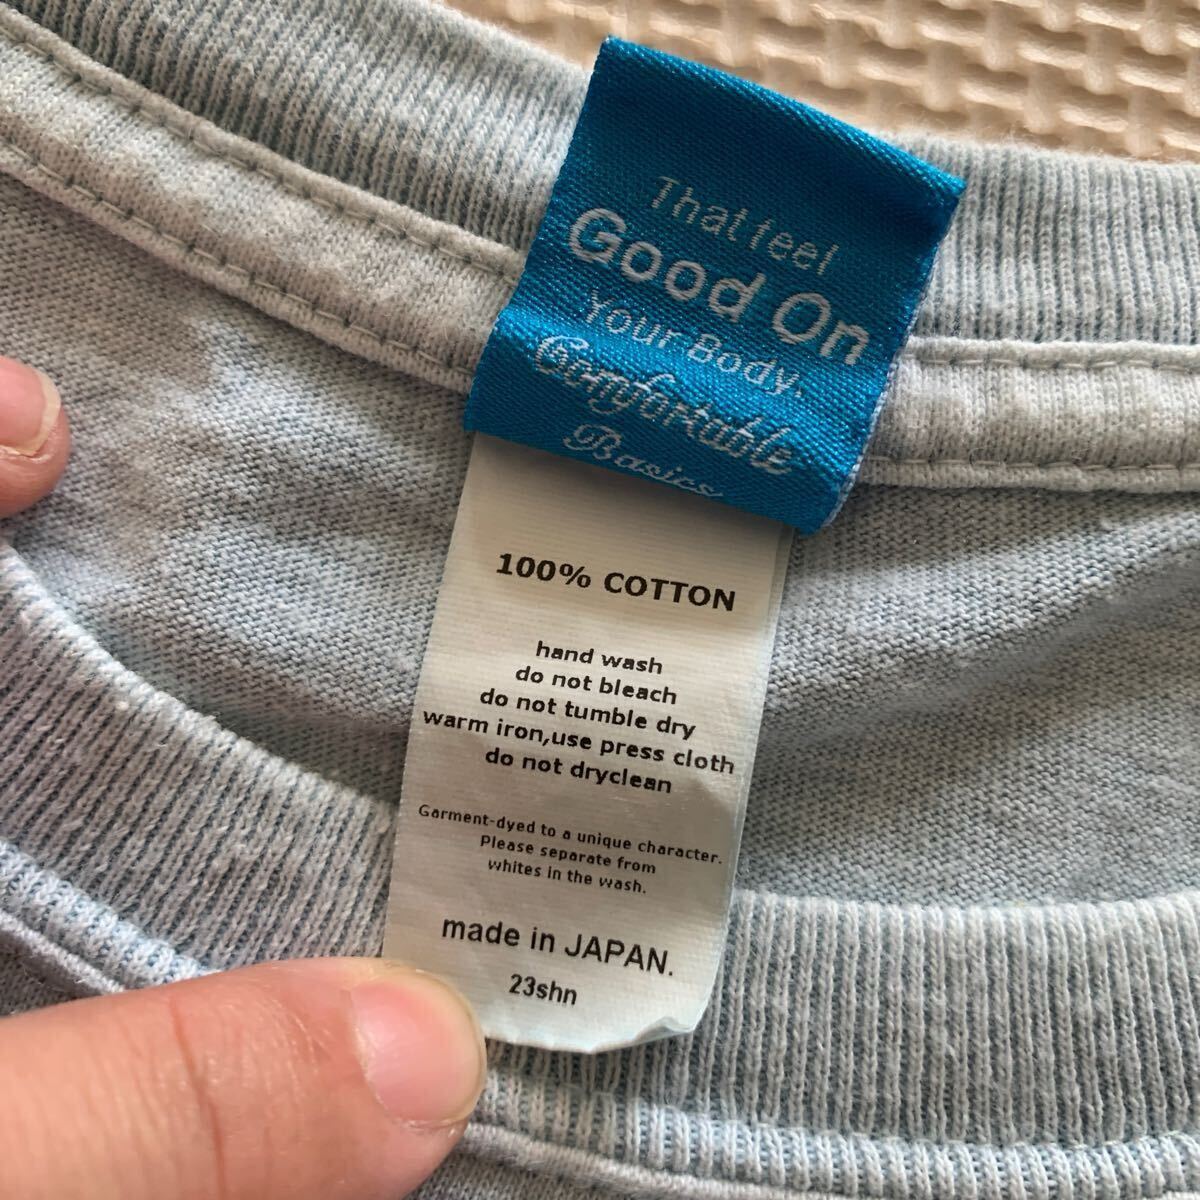 That feel
Good On
Your Body.
Comfortable
Basics
100% COTTON
hand wash
do not bleach
do not tumble dry
warm iron,use press cloth
do not dryclean
Garment-dyed to a unique character.
Please separate from
whites in the wash.
made in JAPAN.
23shn